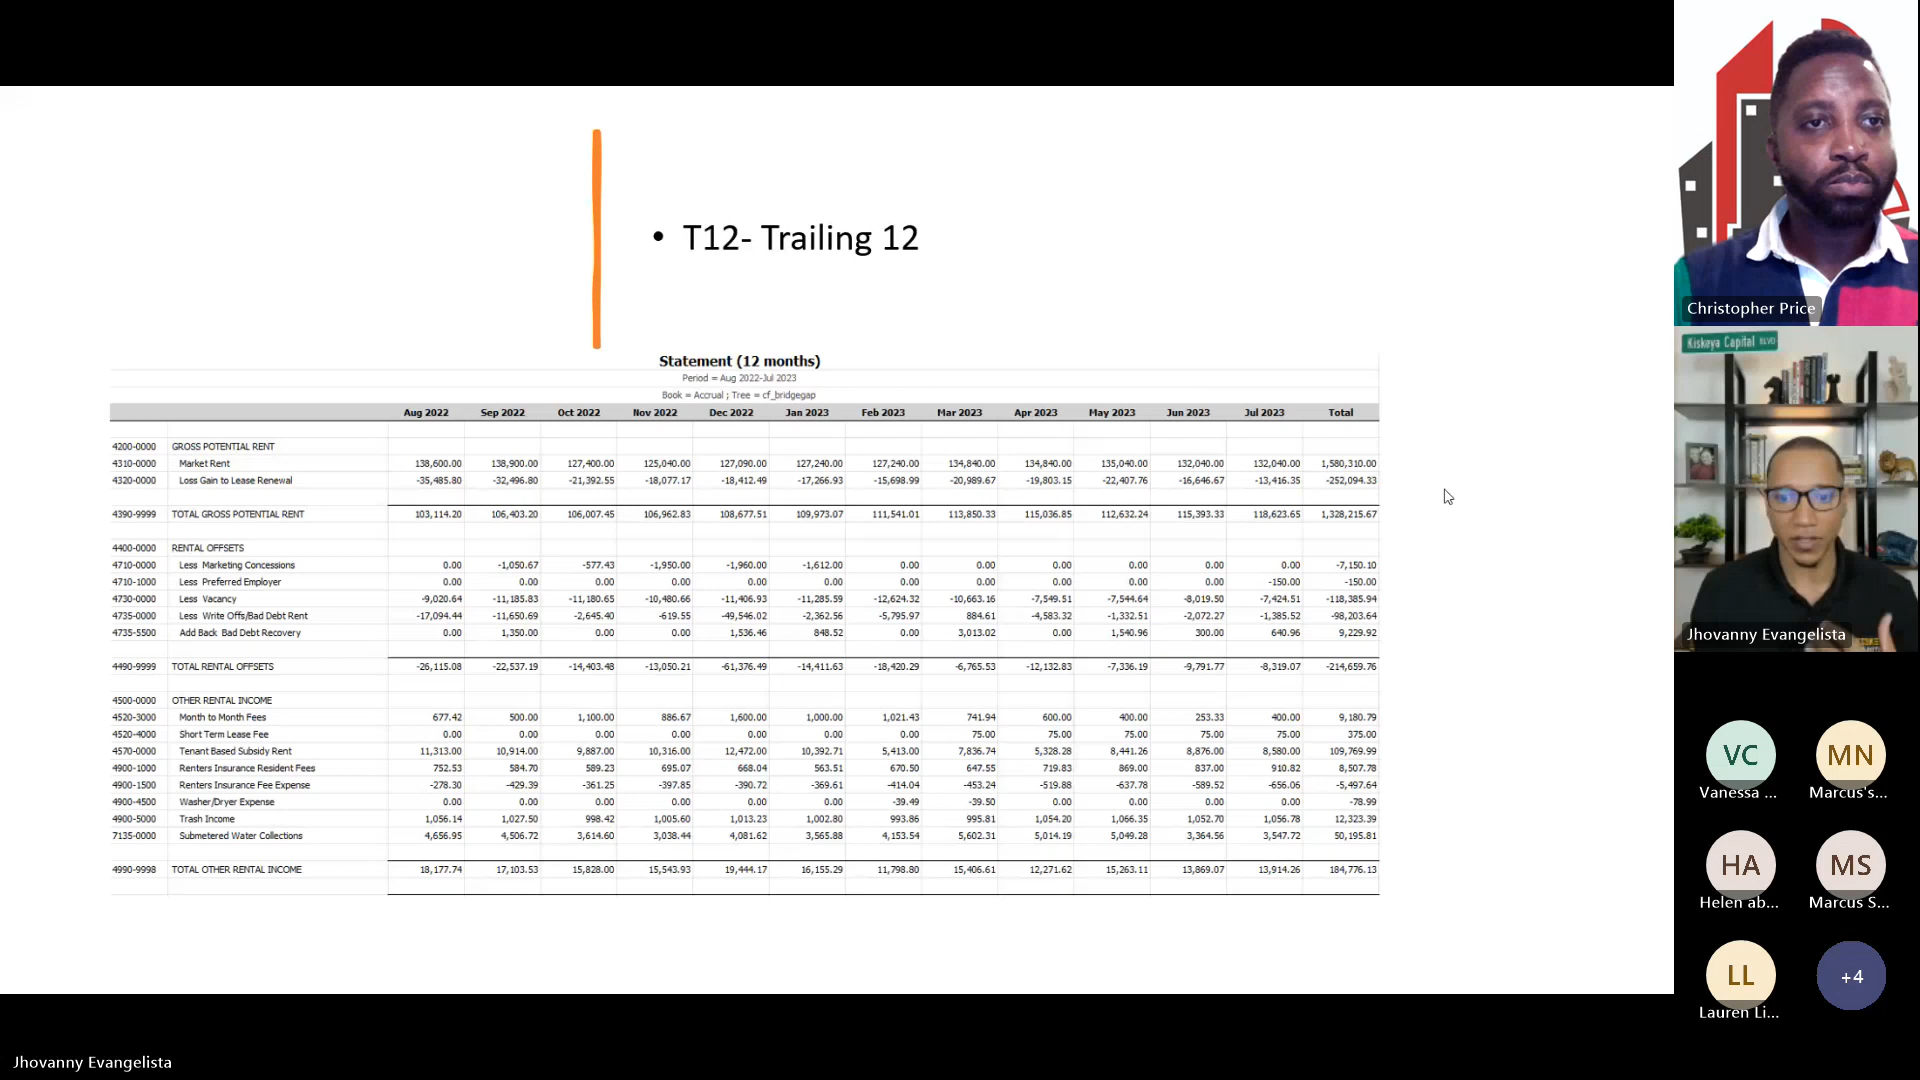 • T12- Trailing 12
Statement (12 months)
Period = Aug 2022-Jul 2023
Book = Accrual ; Tree = cf_bridgegap
Aug 2022 Sep 2022 Oct 2022 Nov 2022 Dec 2022 Jan 2023 Feb 2023 Mar 2023 Apr 2023 May 2023 Jun 2023 Jul 2023 Total
4200-0000 GROSS POTENTIAL RENT
4310-0000 Market Rent 138,600.00 138,900.00 127,400.00 125,040.00 127,090.00 127,240.00 127,240.00 134,840.00 134,840.00 135,040.00 132,040.00 132,040.00 1,580,310.00
4320-0000 Loss Gain to Lease Renewal -35,485.80 -32,496.80 -21,392.55 -18,077.17 -18,412.49 -17,266.93 -15,698.99 -20,989.67 -19,803.15 -22,407.76 -16,646.67 -13,416.35 -252,094.33
4390-9999 TOTAL GROSS POTENTIAL RENT 103,114.20 106,403.20 106,007.45 106,962.83 108,677.51 109,973.07 111,541.01 113,850.33 115,036.85 112,632.24 115,393.33 118,623.65 1,328,215.67
4400-0000 RENTAL OFFSETS
4710-0000 Less Marketing Concessions 0.00 -1,050.67 -577.43 -1,950.00 -1,960.00 -1,612.00 0.00 0.00 0.00 0.00 0.00 0.00 -7,150.10
4710-1000 Less Preferred Employer 0.00 0.00 0.00 0.00 0.00 0.00 0.00 0.00 0.00 0.00 0.00 -150.00 -150.00
4730-0000 Less Vacancy -9,020.64 -11,185.83 -11,180.65 -10,480.66 -11,406.93 -11,285.59 -12,624.32 -10,663.16 -7,549.51 -7,544.64 -8,019.50 -7,424.51 -118,385.94
4735-0000 Less Write Offs/Bad Debt Rent -17,094.44 -11,650.69 -2,645.40 -619.55 -49,546.02 -2,362.56 -5,795.97 884.61 -4,583.32 -1,332.51 -2,072.27 -1,385.52 -98,203.64
4735-5500 Add Back Bad Debt Recovery 0.00 1,350.00 0.00 0.00 1,536.46 848.52 0.00 3,013.02 0.00 1,540.96 300.00 640.96 9,229.92
4490-9999 TOTAL RENTAL OFFSETS -26,115.08 -22,537.19 -14,403.48 -13,050.21 -61,376.49 -14,411.63 -18,420.29 -6,765.53 -12,132.83 -7,336.19 -9,791.77 -8,319.07 -214,659.76
4500-0000 OTHER RENTAL INCOME
4520-3000 Month to Month Fees 677.42 500.00 1,100.00 886.67 1,600.00 1,000.00 1,021.43 741.94 600.00 400.00 253.33 400.00 9,180.79
4520-4000 Short Term Lease Fee 0.00 0.00 0.00 0.00 0.00 0.00 0.00 75.00 75.00 75.00 75.00 75.00 375.00
4570-0000 Tenant Based Subsidy Rent 11,313.00 10,914.00 9,887.00 10,316.00 12,472.00 10,392.71 5,413.00 7,836.74 5,328.28 8,441.26 8,876.00 8,580.00 109,769.99
4900-1000 Renters Insurance Resident Fees 752.53 584.70 589.23 695.07 668.04 563.51 670.50 647.55 719.83 869.00 837.00 910.82 8,507.78
4900-1500 Renters Insurance Fee Expense -278.30 -429.39 -361.25 -397.85 -390.72 -369.61 -414.04 -453.24 -519.88 -637.78 -589.52 -656.06 -5,497.64
4900-4500 Washer/Dryer Expense 0.00 0.00 0.00 0.00 0.00 0.00 -39.49 -39.50 0.00 0.00 0.00 0.00 -78.99
4900-5000 Trash Income 1,056.14 1,027.50 998.42 1,005.60 1,013.23 1,002.80 993.86 995.81 1,054.20 1,066.35 1,052.70 1,056.78 12,323.39
7135-0000 Submetered Water Collections 4,656.95 4,506.72 3,614.60 3,038.44 4,081.62 3,565.88 4,153.54 5,602.31 5,014.19 5,049.28 3,364.56 3,547.72 50,195.81
4990-9998 TOTAL OTHER RENTAL INCOME 18,177.74 17,103.53 15,828.00 15,543.93 19,444.17 16,155.29 11,798.80 15,406.61 12,271.62 15,263.11 13,869.07 13,914.26 184,776.13
Christopher Price
Kiskeya Capital BLVD
Jhovanny Evangelista
VC MN
Vanessa ... Marcus's...
HA MS
Helen ab... Marcus S...
LL +4
Lauren Li...
Jhovanny Evangelista